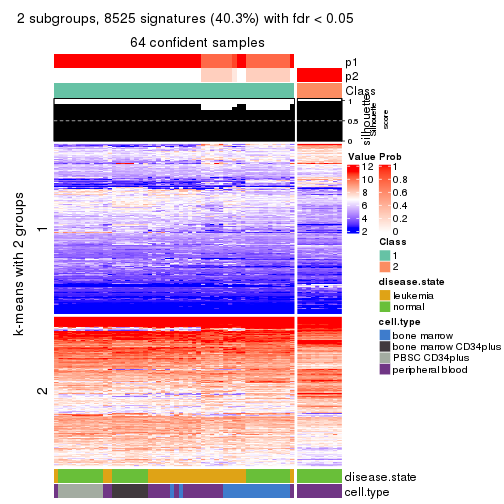 2 subgroups, 8525 signatures (40.3%) with fdr < 0.05
64 confident samples
p1
p2
Class
1
0.5
0
silhouette
Silhouette
score
k-means with 2 groups
1
2
Value
12
10
8
6
4
2
Prob
1
0.8
0.6
0.4
0.2
0
Class
1
2
disease.state
leukemia
normal
cell.type
bone marrow
bone marrow CD34plus
PBSC CD34plus
peripheral blood
disease.state
cell.type